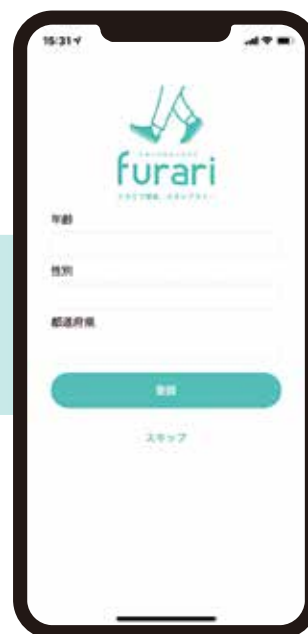 15:31
furari
年齢
性別
都道府県
登録
スキップ